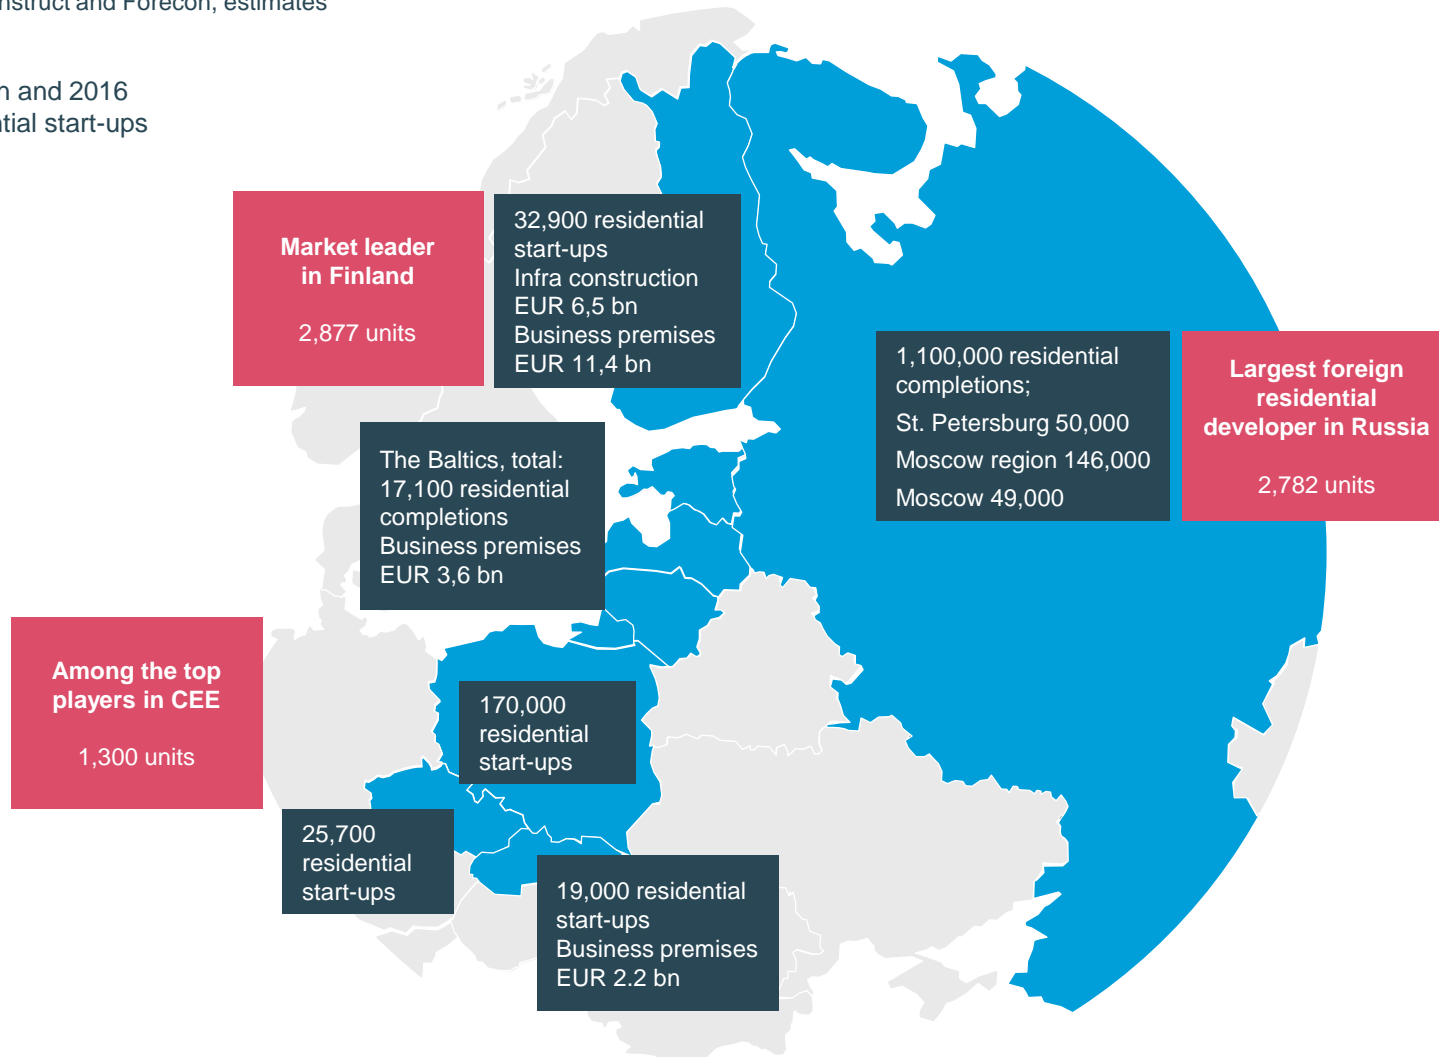 and Forecon, estimates
and 2016
start-ups
Market leader
in Finland
2,877 units
32,900 residential
start-ups
Infra construction
EUR 6,5 bn
Business premises
EUR 11,4 bn
1,100,000 residential
completions;
St. Petersburg 50,000
Moscow region 146,000
Moscow 49,000
Largest foreign
residential
developer in Russia
2,782 units
The Baltics, total:
17,100 residential
completions
Business premises
EUR 3,6 bn
Among the top
players in CEE
1,300 units
170,000
residential
start-ups
25,700
residential
start-ups
19,000 residential
start-ups
Business premises
EUR 2.2 bn